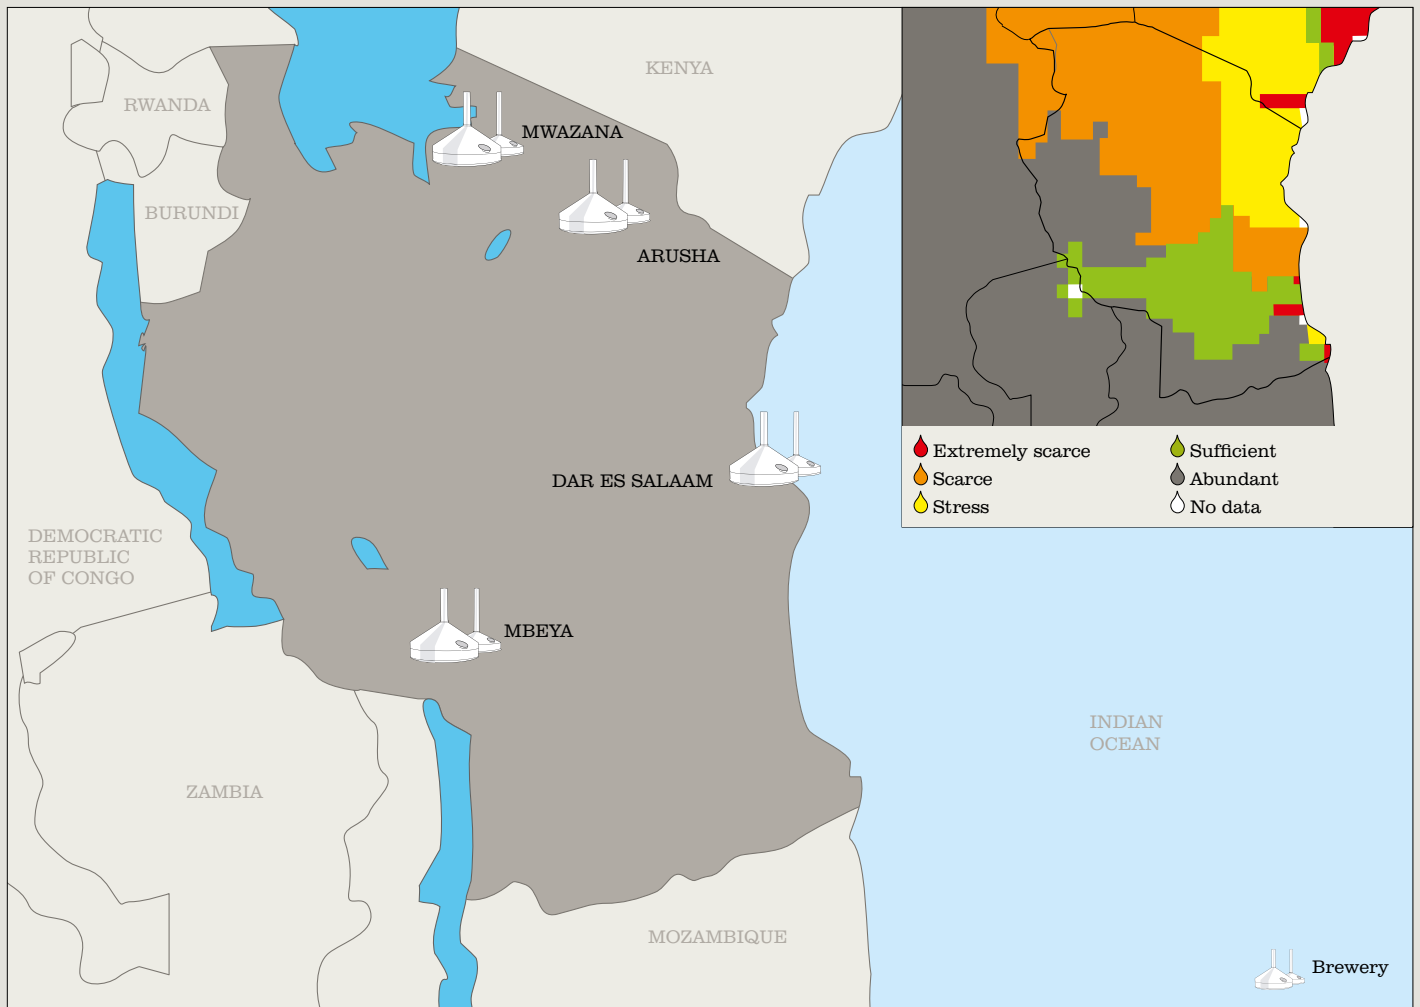 KENYA
RWANDA
MWAZANA
BURUNDI
ARUSHA
DAR ES SALAAM
DEMOCRATIC
REPUBLIC
OF CONGO
MBEYA
ZAMBIA
MOZAMBIQUE
INDIAN
OCEAN
Extremely scarce
Scarce
Stress
Sufficient
Abundant
No data
Brewery